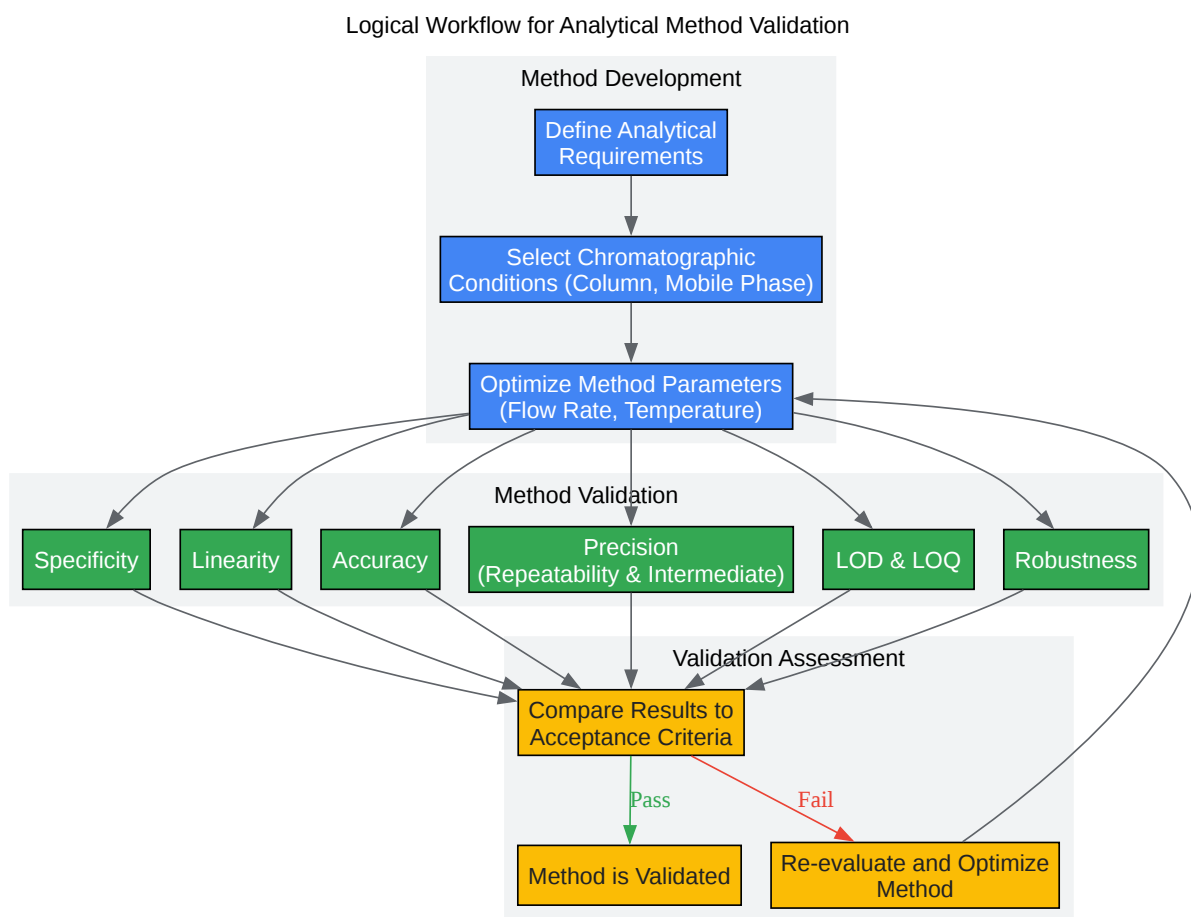 Logical Workflow for Analytical Method Validation
Method Development
Define Analytical
Requirements
Select Chromatographic
Conditions (Column, Mobile Phase)
Optimize Method Parameters
(Flow Rate, Temperature)
Method Validation
Specificity
Linearity
Accuracy
Precision
(Repeatability & Intermediate)
LOD & LOQ
Robustness
Validation Assessment
Compare Results to
Acceptance Criteria
Pass
Fail
Method is Validated
Re-evaluate and Optimize
Method